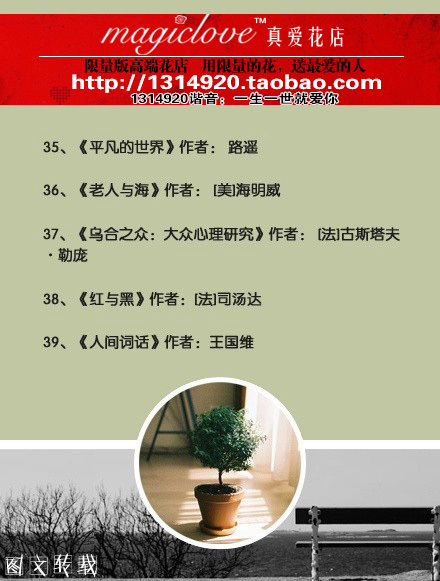 magiclove™ 真爱花店
限量版高端花店 用限量的花，送最爱的人
http://1314920.taobao.com
1314920谐音：一生一世就爱你
35、《平凡的世界》作者： 路遥
36、《老人与海》作者： [美]海明威
37、《乌合之众：大众心理研究》作者： [法]古斯塔夫
·勒庞
38、《红与黑》作者：[法]司汤达
39、《人间词话》作者：王国维
图文转载